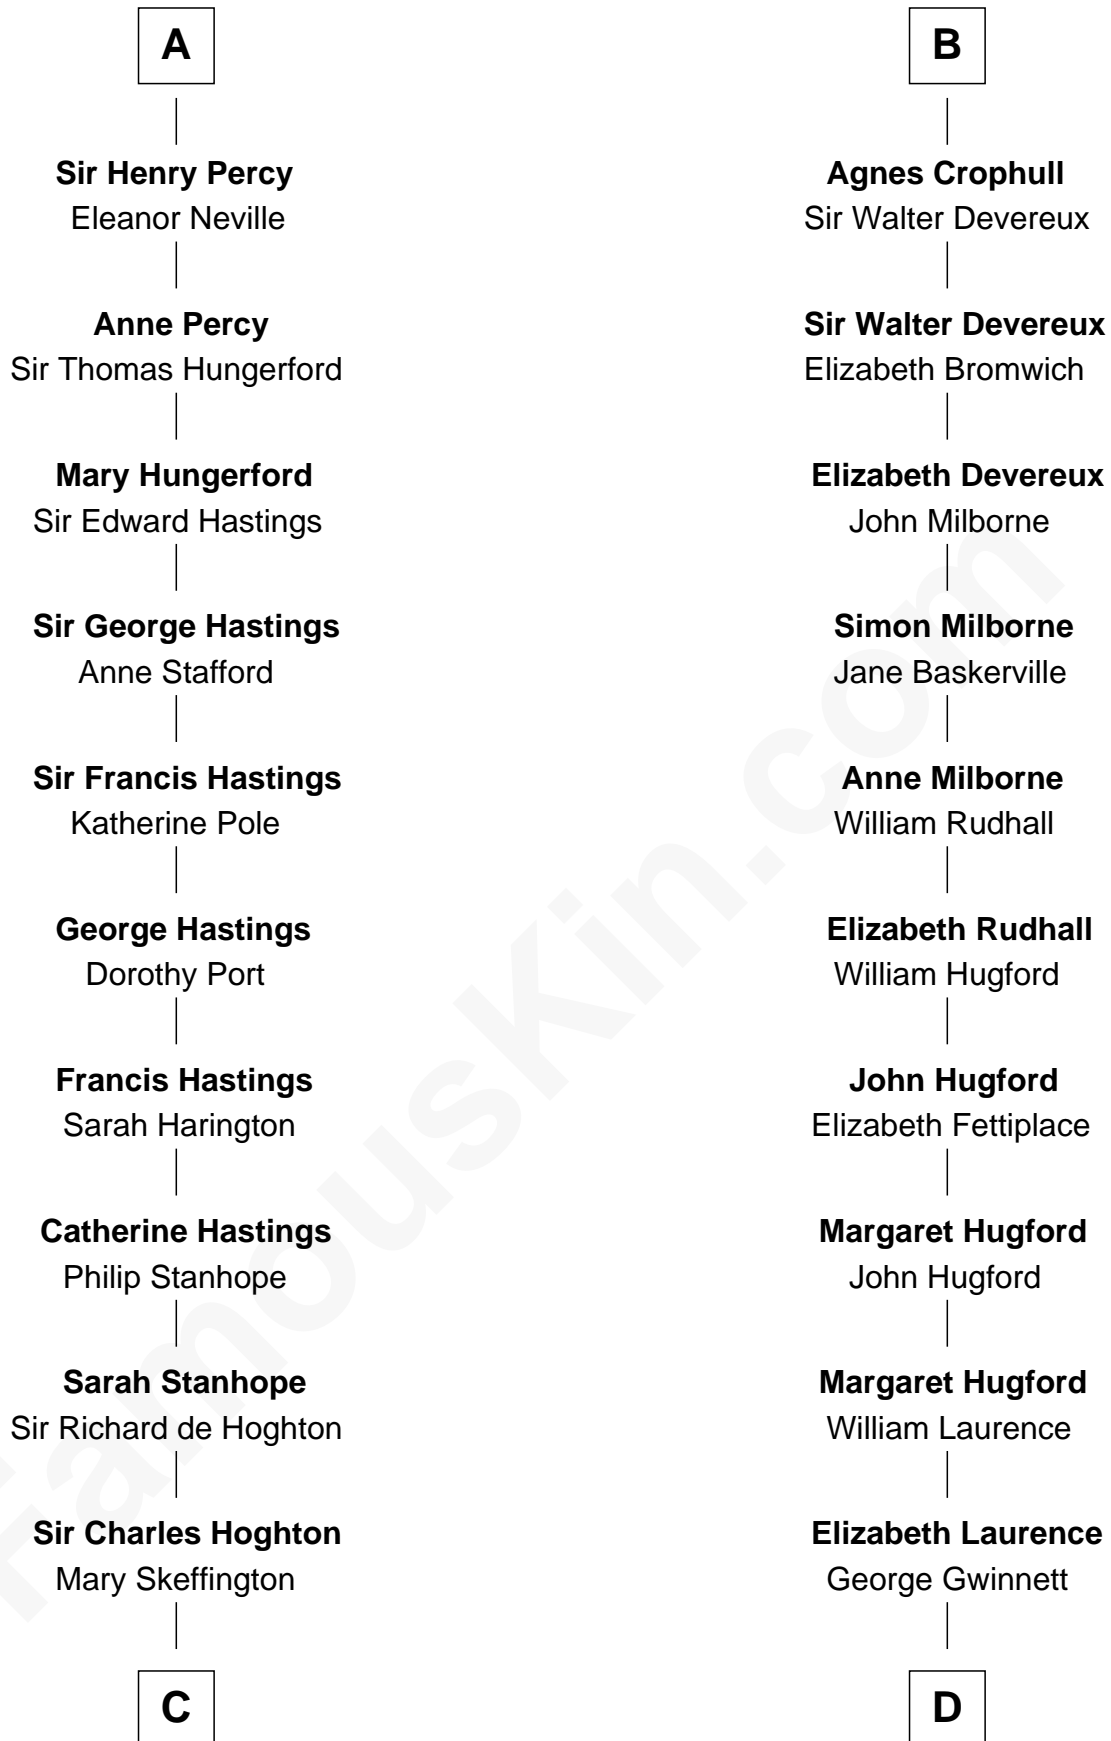 A
Sir Henry Percy
Eleanor Neville
Anne Percy
Sir Thomas Hungerford
Mary Hungerford
Sir Edward Hastings
Sir George Hastings
Anne Stafford
Sir Francis Hastings
Katherine Pole
George Hastings
Dorothy Port
Francis Hastings
Sarah Harington
Catherine Hastings
Philip Stanhope
Sarah Stanhope
Sir Richard de Hoghton
Sir Charles Hoghton
Mary Skeffington
C
B
Agnes Crophull
Sir Walter Devereux
Sir Walter Devereux
Elizabeth Bromwich
Elizabeth Devereux
John Milborne
Simon Milborne
Jane Baskerville
Anne Milborne
William Rudhall
Elizabeth Rudhall
William Hugford
John Hugford
Elizabeth Fettiplace
Margaret Hugford
John Hugford
Margaret Hugford
William Laurence
Elizabeth Laurence
George Gwinnett
D
FamousKin.com